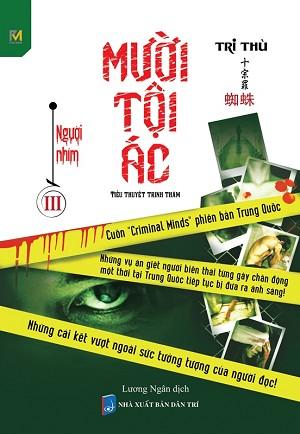 MƯỜI
TỘI
ÁC
TIỂU THUYẾT TRINH THÁM
TRI THÙ
十宗罪
蜘蛛
Người
nhím
III
Cuốn "Criminal Minds" phiên bản Trung Quốc
Những vụ án giết người biến thái từng gây chấn động
một thời tại Trung Quốc tiếp tục bị đưa ra ánh sáng!
Những cái kết vượt ngoài sức tưởng tượng của người đọc!
Lương Ngân dịch
NHÀ XUẤT BẢN DÂN TRÍ